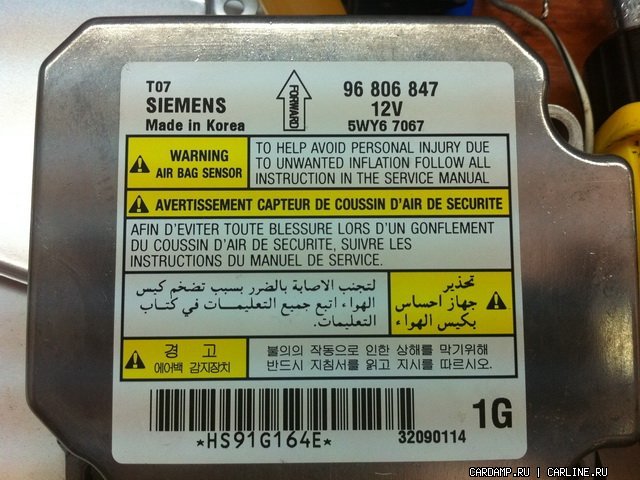 T07
SIEMENS
Made in Korea
FORWARD
96 806 847
12V
5WY6 7067
WARNING
AIR BAG SENSOR
TO HELP AVOID PERSONAL INJURY DUE
TO UNWANTED INFLATION FOLLOW ALL
INSTRUCTION IN THE SERVICE MANUAL
AVERTISSEMENT CAPTEUR DE COUSSIN D'AIR DE SECURITE
AFIN D'EVITER TOUTE BLESSURE LORS D'UN GONFLEMENT
DU COUSSIN D'AIR DE SECURITE, SUIVRE LES
INSTRUCTIONS DU MANUEL DE SERVICE.
تحذير
جهاز احساس
بكيس الهواء
لتجنب الاصابة بالضرر بسبب تضخم كيس
الهواء اتبع جميع التعليمات في كتاب
التعليمات.
경 고
에어백 감지장치
불의의 작동으로 인한 상해를 막기위해
반드시 지침서를 읽고 지시를 따르시오.
*HS91G164E*
32090114
1G
CARDAMP.RU | CARLINE.RU